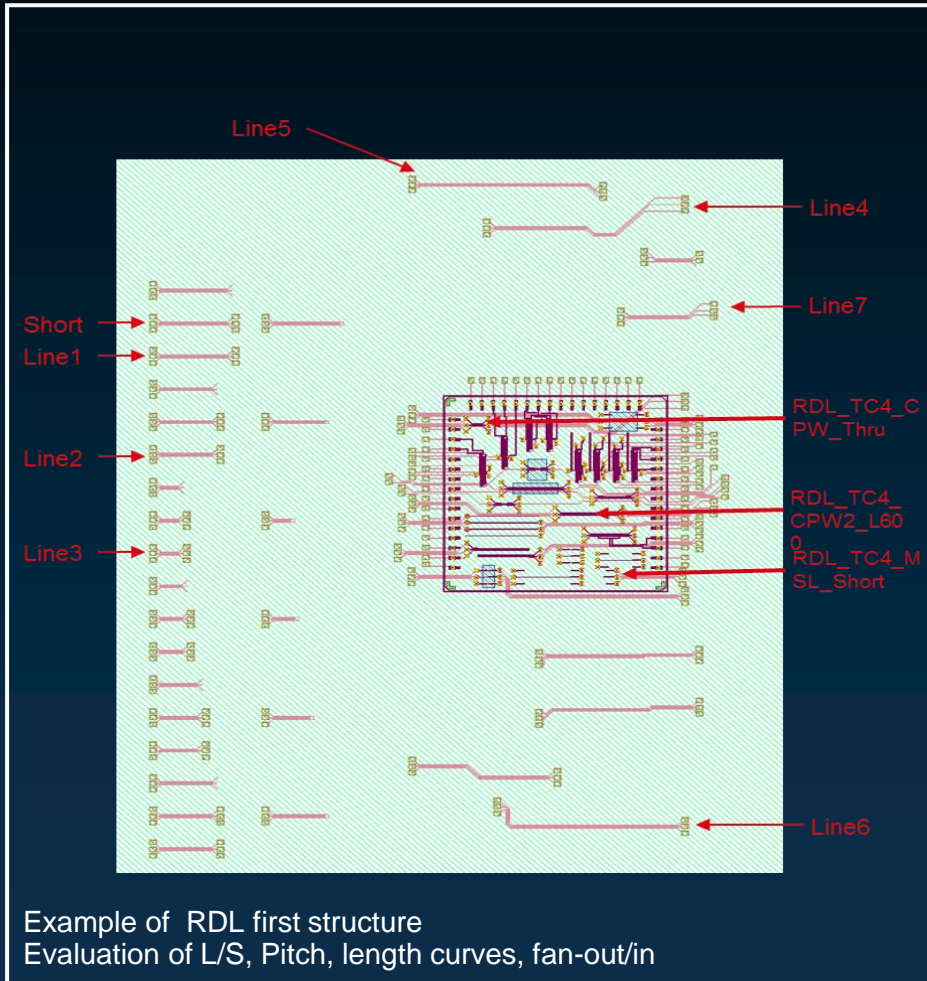 Line5
Line4
Short
Line7
Line1
RDL_TC4_C
PW_Thru
Line2
RDL_TC4_
CPW2_L60
0
Line3
RDL_TC4_M
SL_Short
Line6
Example of  RDL first structure
Evaluation of L/S, Pitch, length curves, fan-out/in